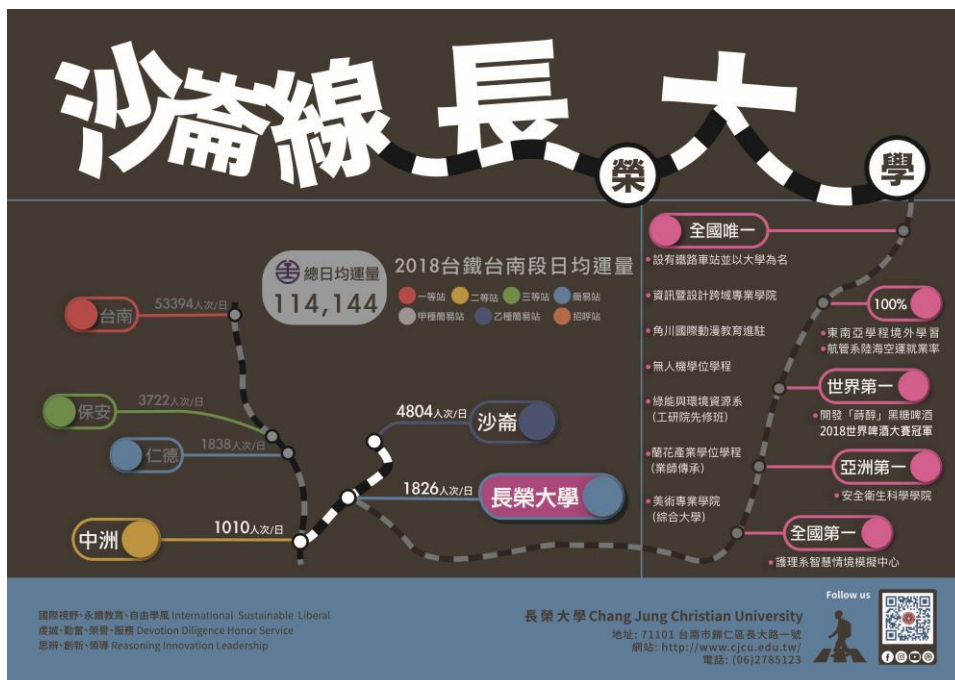 沙崙線長榮大學
總日均運量
114,144
2018台鐵台南段日均運量
一等站 二等站 三等站 簡易站
甲種簡易站 乙種簡易站 招呼站
台南
53394人次/日
保安
3722人次/日
仁德
1838人次/日
中洲
1010人次/日
4804人次/日
沙崙
1826人次/日
長榮大學
全國唯一
•設有鐵路車站並以大學為名
•資訊暨設計跨域專業學院
•角川國際動漫教育進駐
•無人機學位學程
•綠能與環境資源系
(工研院先修班)
•蘭花產業學位學程
(業師傳承)
•美術專業學院
(綜合大學)
100%
•東南亞學程境外學習
•航管系陸海空運就業率
世界第一
•開發「蒔醇」黑糖啤酒
2018世界啤酒大賽冠軍
亞洲第一
•安全衛生科學學院
全國第一
•護理系智慧情境模擬中心
國際視野、永續教育、自由學風 International Sustainable Liberal
虔誠、勤奮、榮譽、服務 Devotion Diligence Honor Service
思辨、創新、領導 Reasoning Innovation Leadership
長榮大學 Chang Jung Christian University
地址: 71101 台南市歸仁區長大路一號
網站: http://www.cjcu.edu.tw/
電話: (06)2785123
Follow us